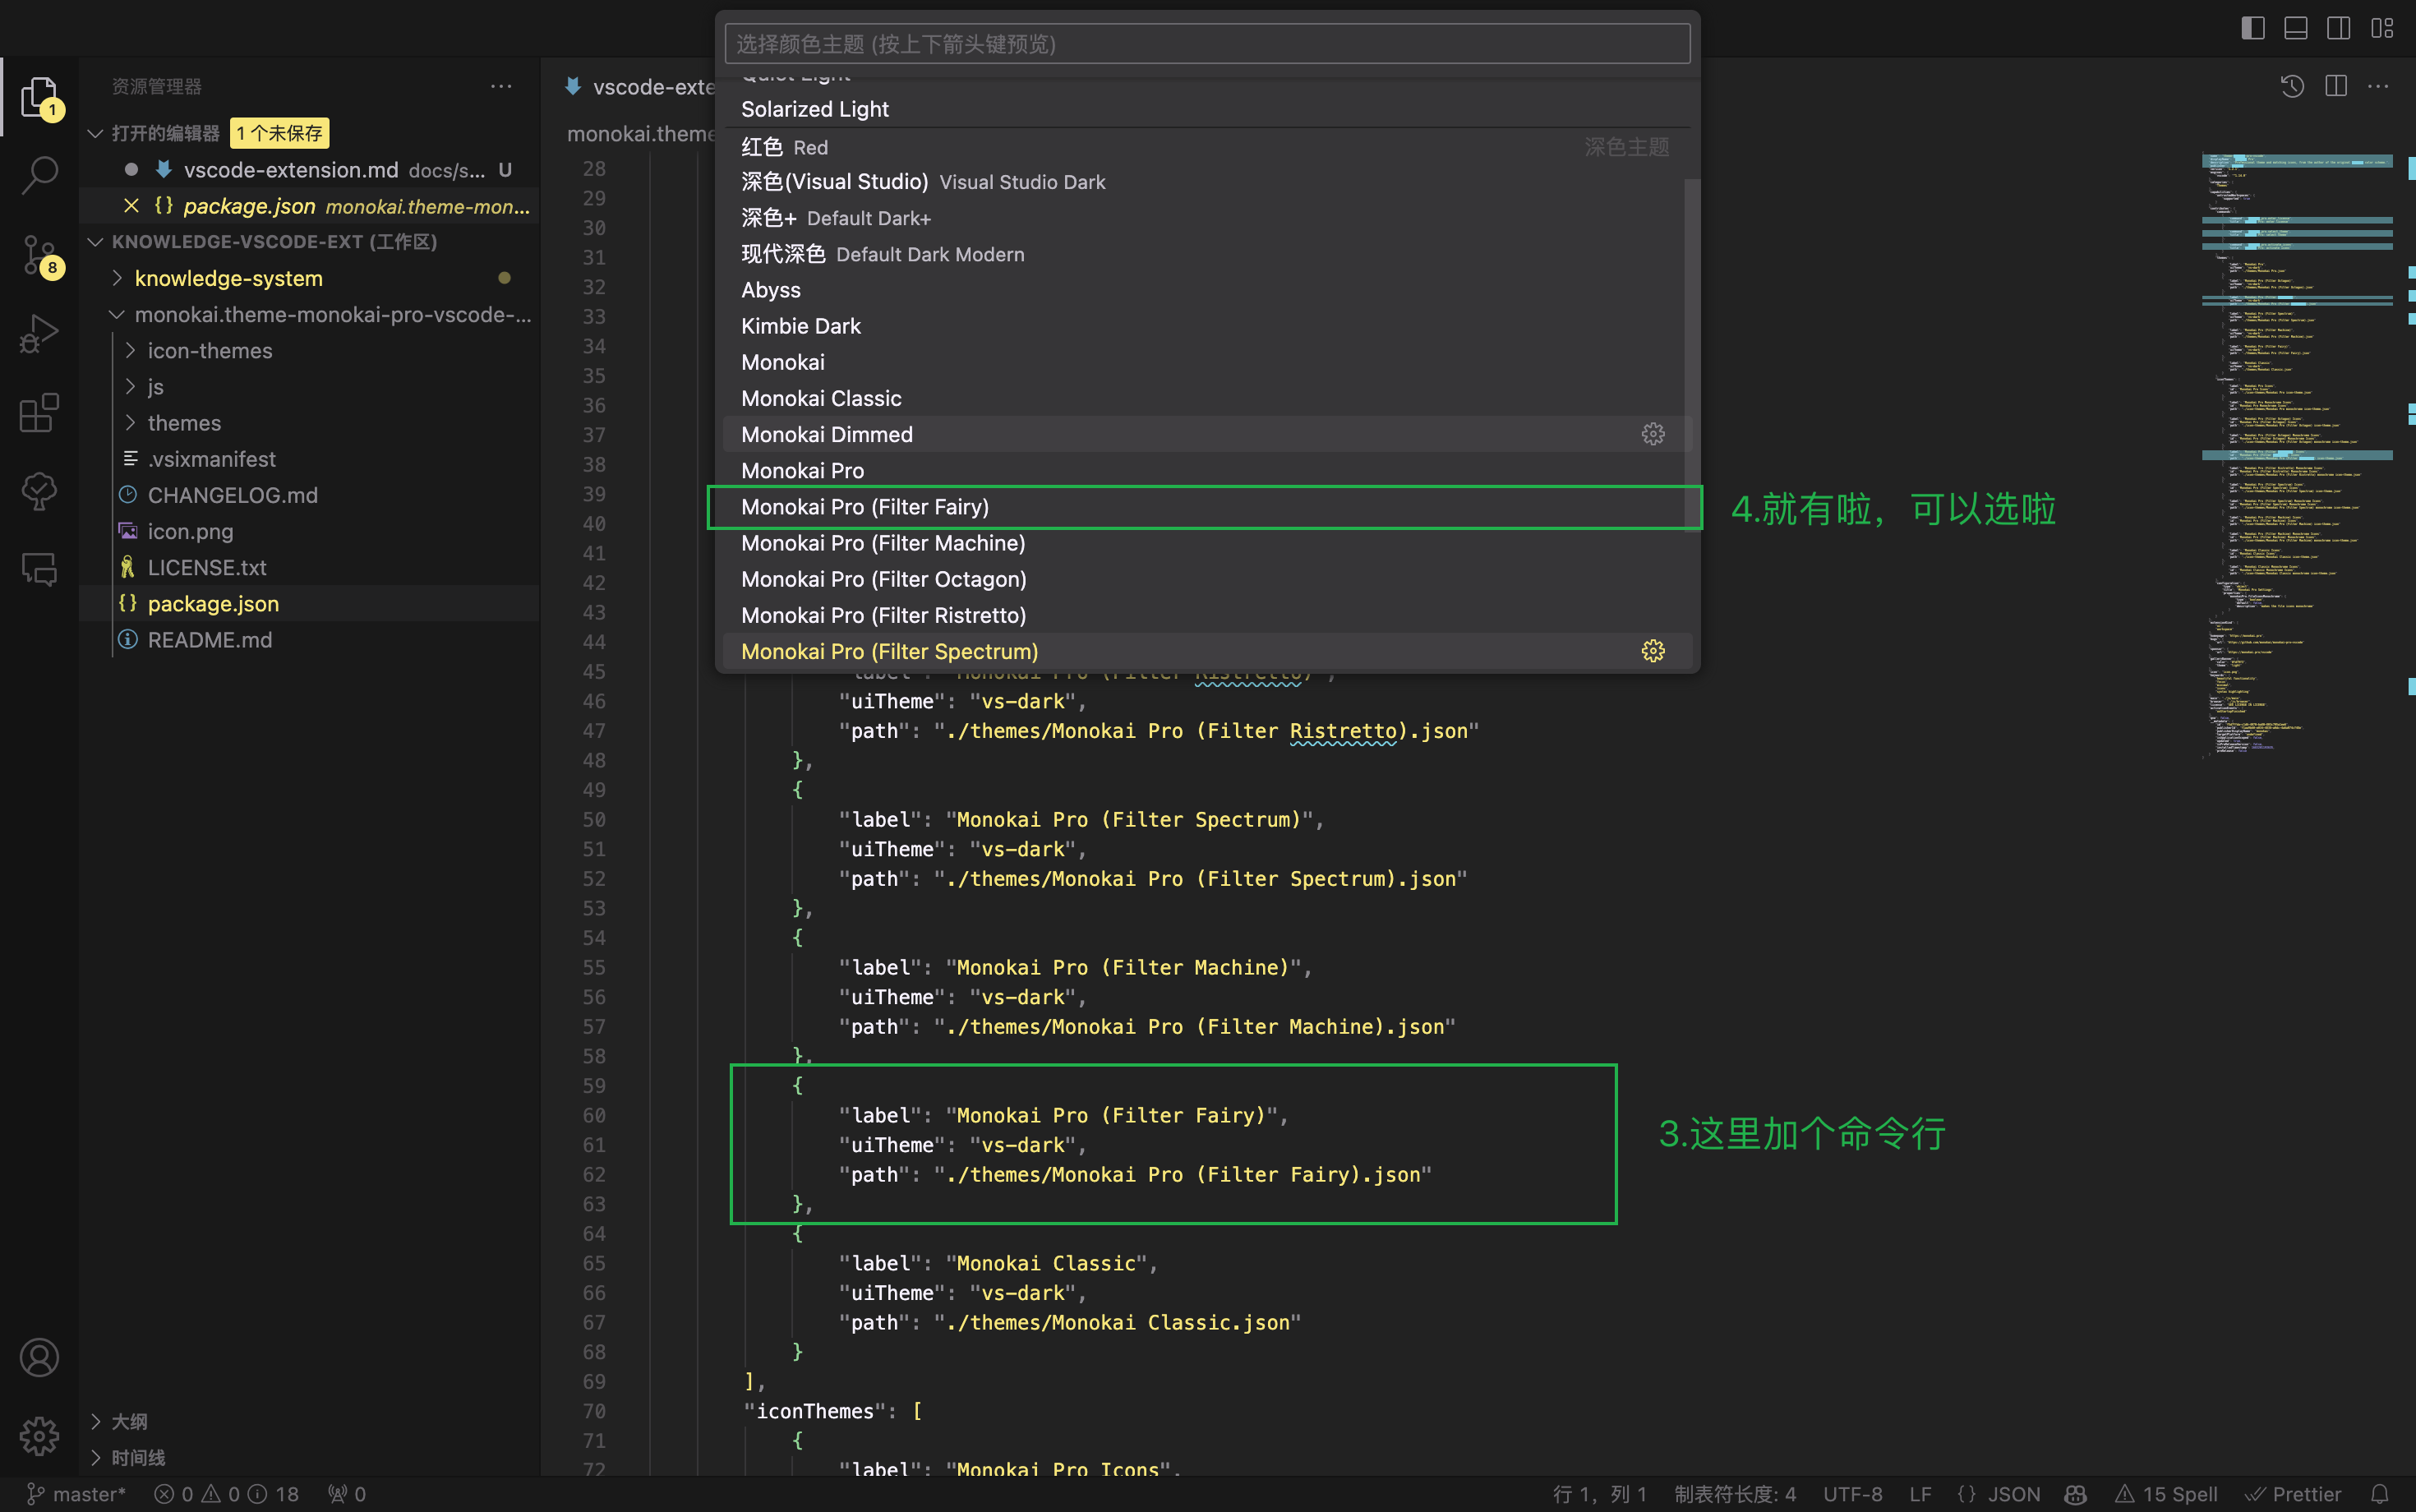 选择颜色主题 (按上下箭头键预览)
Quiet Light
Solarized Light
红色 Red 深色主题
深色(Visual Studio) Visual Studio Dark
深色+ Default Dark+
现代深色 Default Dark Modern
Abyss
Kimbie Dark
Monokai
Monokai Classic
Monokai Dimmed
Monokai Pro
Monokai Pro (Filter Fairy)
4.就有啦，可以选啦
Monokai Pro (Filter Machine)
Monokai Pro (Filter Octagon)
Monokai Pro (Filter Ristretto)
Monokai Pro (Filter Spectrum)
资源管理器
1
打开的编辑器 1 个未保存
vscode-extension.md docs/s... U
package.json monokai.theme-mon...
KNOWLEDGE-VSCODE-EXT (工作区)
8
knowledge-system
monokai.theme-monokai-pro-vscode-...
icon-themes
js
themes
.vsixmanifest
CHANGELOG.md
icon.png
LICENSE.txt
package.json
README.md
大纲
时间线
vscode-exte
monokai.theme
28
29
30
31
32
33
34
35
36
37
38
39
40
41
42
43
44
45 "label": "Monokai Pro (Filter Ristretto)",
46 "uiTheme": "vs-dark",
47 "path": "./themes/Monokai Pro (Filter Ristretto).json"
48 },
49 {
50 "label": "Monokai Pro (Filter Spectrum)",
51 "uiTheme": "vs-dark",
52 "path": "./themes/Monokai Pro (Filter Spectrum).json"
53 },
54 {
55 "label": "Monokai Pro (Filter Machine)",
56 "uiTheme": "vs-dark",
57 "path": "./themes/Monokai Pro (Filter Machine).json"
58 },
59 {
60 "label": "Monokai Pro (Filter Fairy)",
61 "uiTheme": "vs-dark",
62 "path": "./themes/Monokai Pro (Filter Fairy).json"
63 },
3.这里加个命令行
64 {
65 "label": "Monokai Classic",
66 "uiTheme": "vs-dark",
67 "path": "./themes/Monokai Classic.json"
68 }
69 ],
70 "iconThemes": [
71 {
72 "label": "Monokai Pro Icons",
master* 0 0 18 0
行 1，列 1 制表符长度: 4 UTF-8 LF {} JSON 15 Spell Prettier